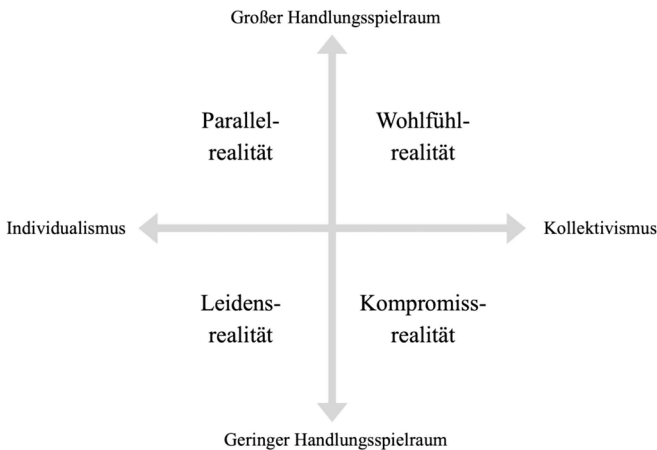 Großer Handlungsspielraum
Parallel-
realität
Wohlfühl-
realität
Individualismus
Kollektivismus
Leidens-
realität
Kompromiss-
realität
Geringer Handlungsspielraum